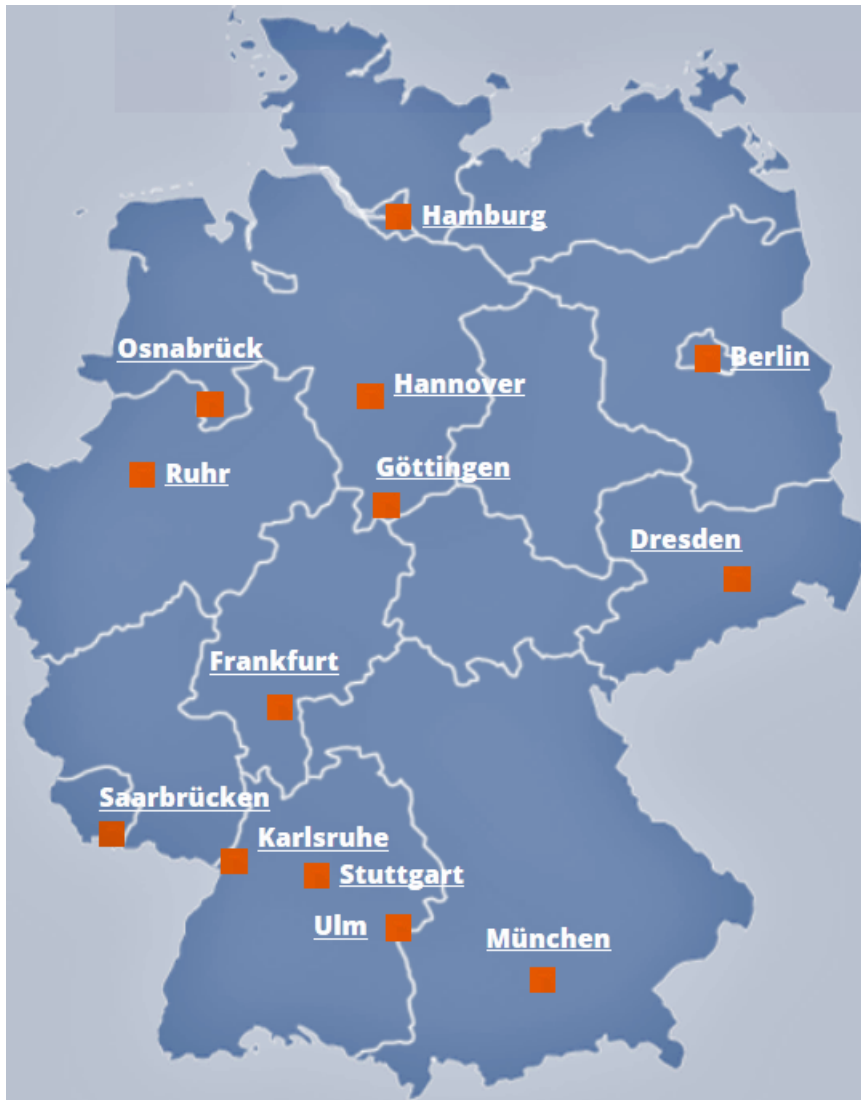 Hamburg
Osnabrück
Berlin
Hannover
Göttingen
Ruhr
Dresden
Frankfurt
Saarbrücken
Karlsruhe
Stuttgart
Ulm
München